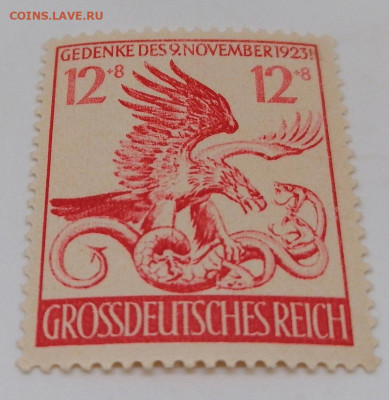 COINS.LAVE.RU
GEDENKE DES 9. NOVEMBER 1923!
12+8 12+8
GROSSDEUTSCHES REICH